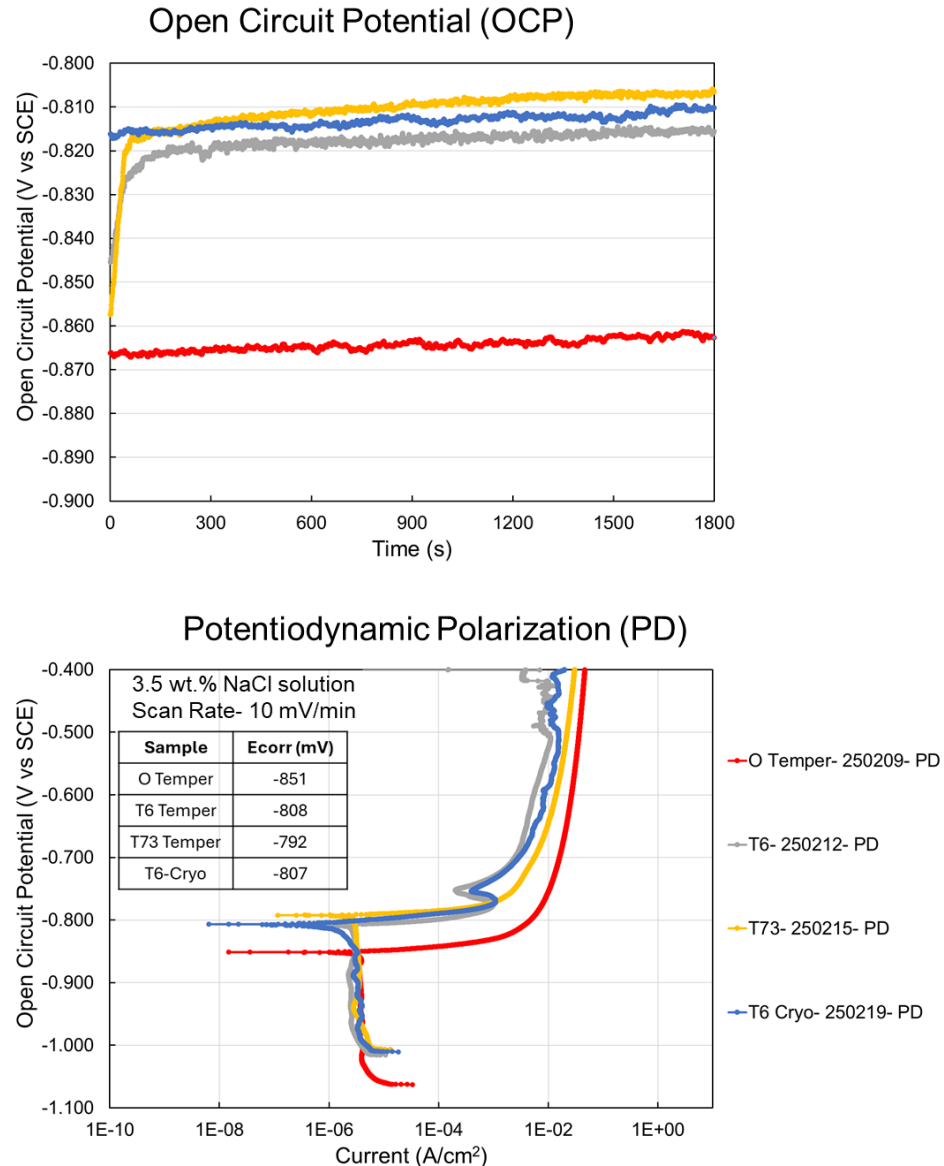 Open Circuit Potential (OCP)
Open Circuit Potential (V vs SCE)
-0.800
-0.810
-0.820
-0.830
-0.840
-0.850
-0.860
-0.870
-0.880
-0.890
-0.900
0 300 600 900 1200 1500 1800
Time (s)
Potentiodynamic Polarization (PD)
Open Circuit Potential (V vs SCE)
-0.400
-0.500
-0.600
-0.700
-0.800
-0.900
-1.000
-1.100
3.5 wt.% NaCl solution
Scan Rate- 10 mV/min
Sample Ecorr (mV)
O Temper -851
T6 Temper -808
T73 Temper -792
T6-Cryo -807
O Temper- 250209- PD
T6- 250212- PD
T73- 250215- PD
T6 Cryo- 250219- PD
1E-10 1E-08 1E-06 1E-04 1E-02 1E+00
Current (A/cm²)